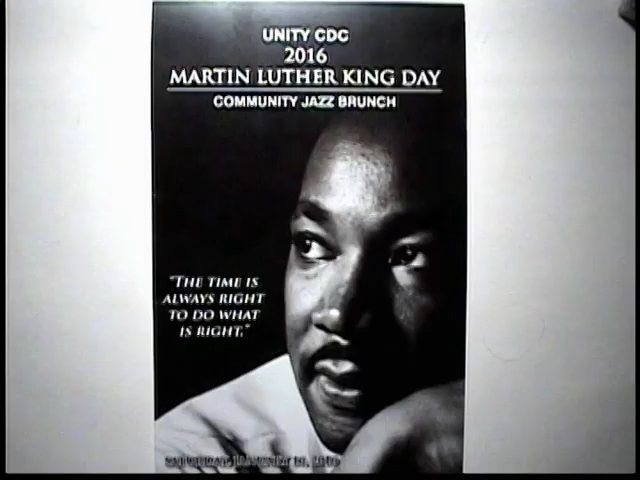 UNITY CDC
2016
MARTIN LUTHER KING DAY
COMMUNITY JAZZ BRUNCH
"THE TIME IS
ALWAYS RIGHT
TO DO WHAT
IS RIGHT."